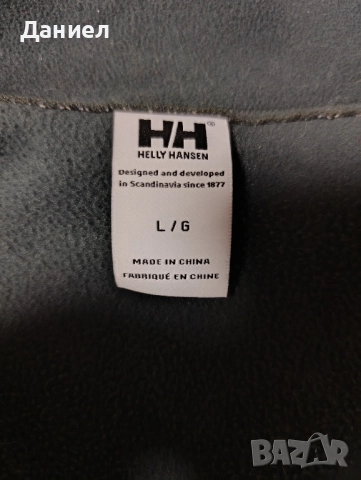 Даниел
HH®
HELLY HANSEN
Designed and developed
in Scandinavia since 1877
L / G
MADE IN CHINA
FABRIQUÉ EN CHINE
BAZAR